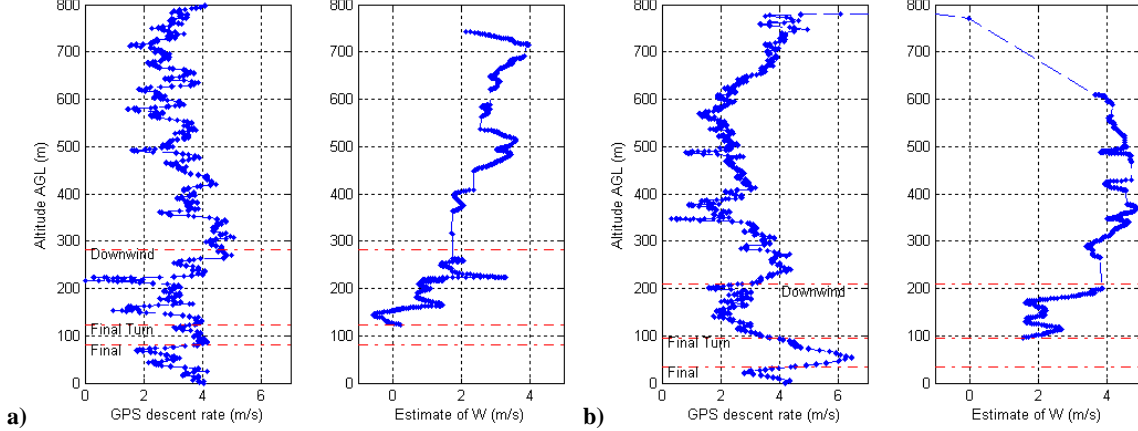 800
700
600
500
400
300
200
100
0
Altitude AGL (m)
Downwind
Final Turn
Final
0 2 4 6
GPS descent rate (m/s)
a)
800
700
600
500
400
300
200
100
0
0 2 4
Estimate of W (m/s)
800
700
600
500
400
300
200
100
0
Altitude AGL (m)
Downwind
Final Turn
Final
0 2 4 6
GPS descent rate (m/s)
b)
800
700
600
500
400
300
200
100
0
0 2 4
Estimate of W (m/s)